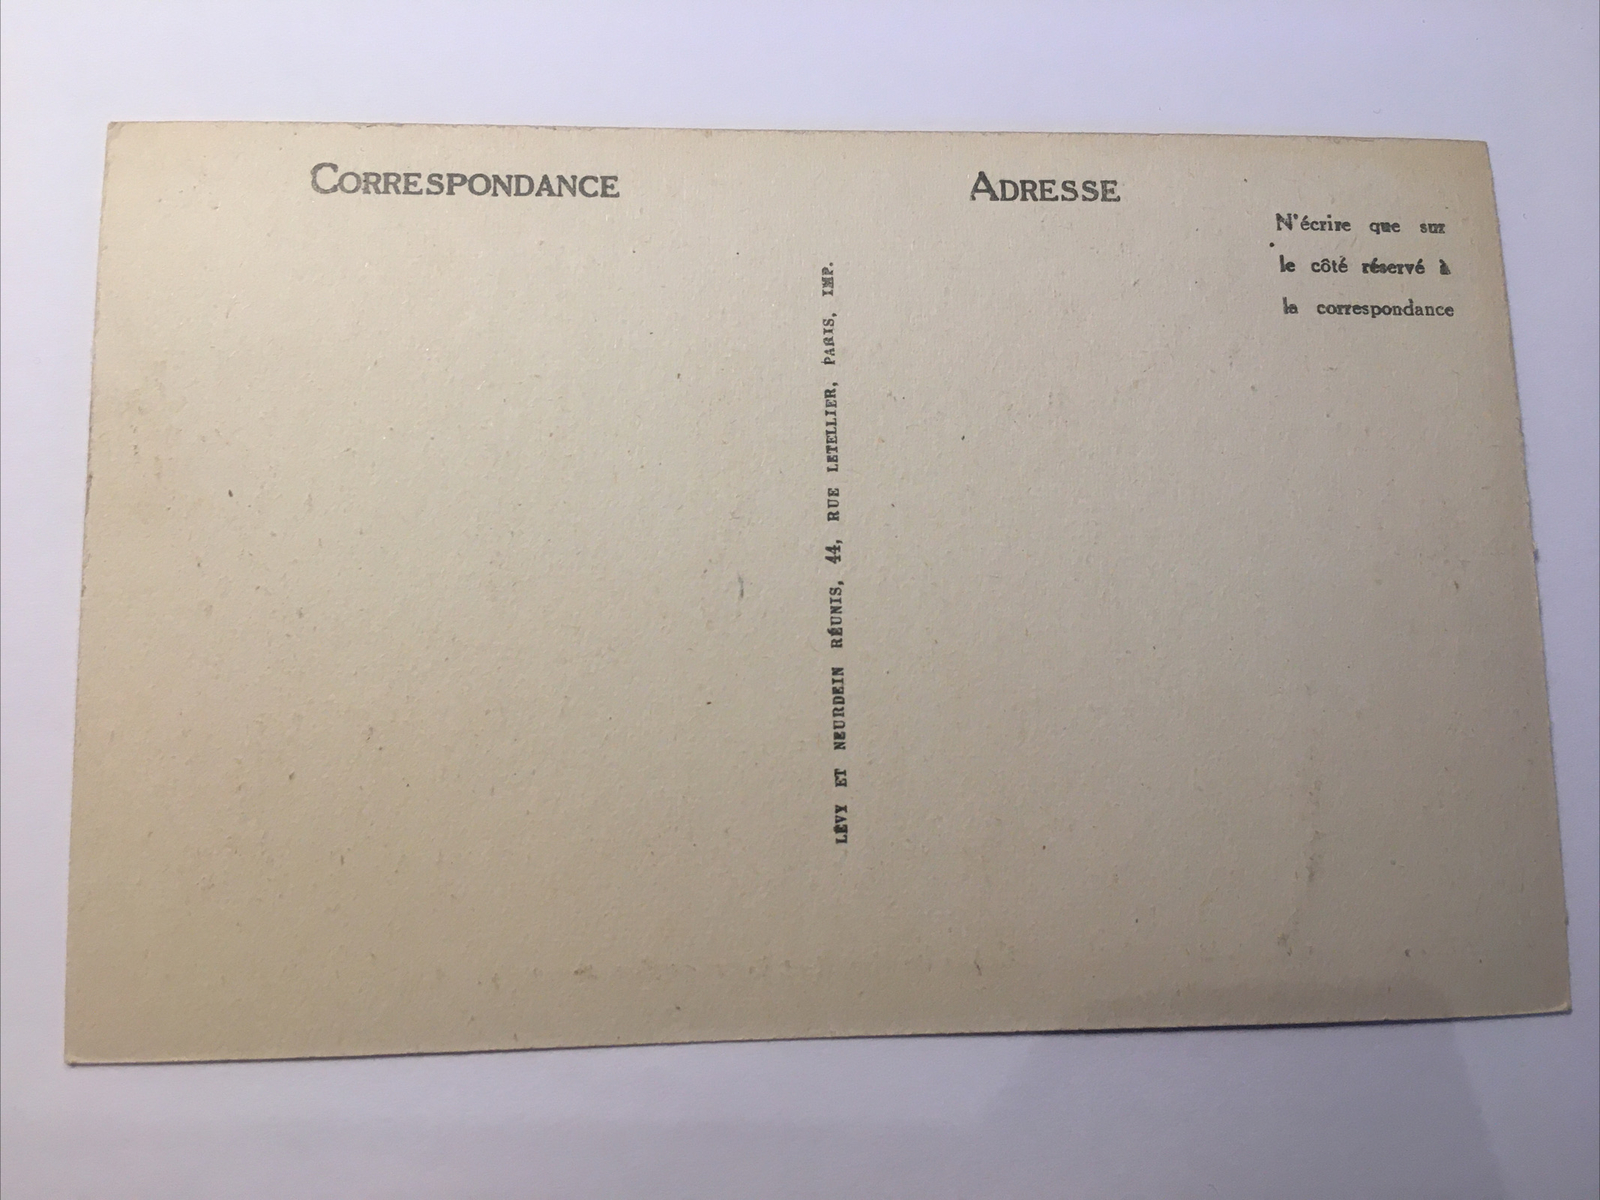 CORRESPONDANCE
ADRESSE
N'écrire que sur
le côté réservé à
la correspondance
LÉVY ET NEURDEIN RÉUNIS, 44, RUE LETELLIER, PARIS, IMP.